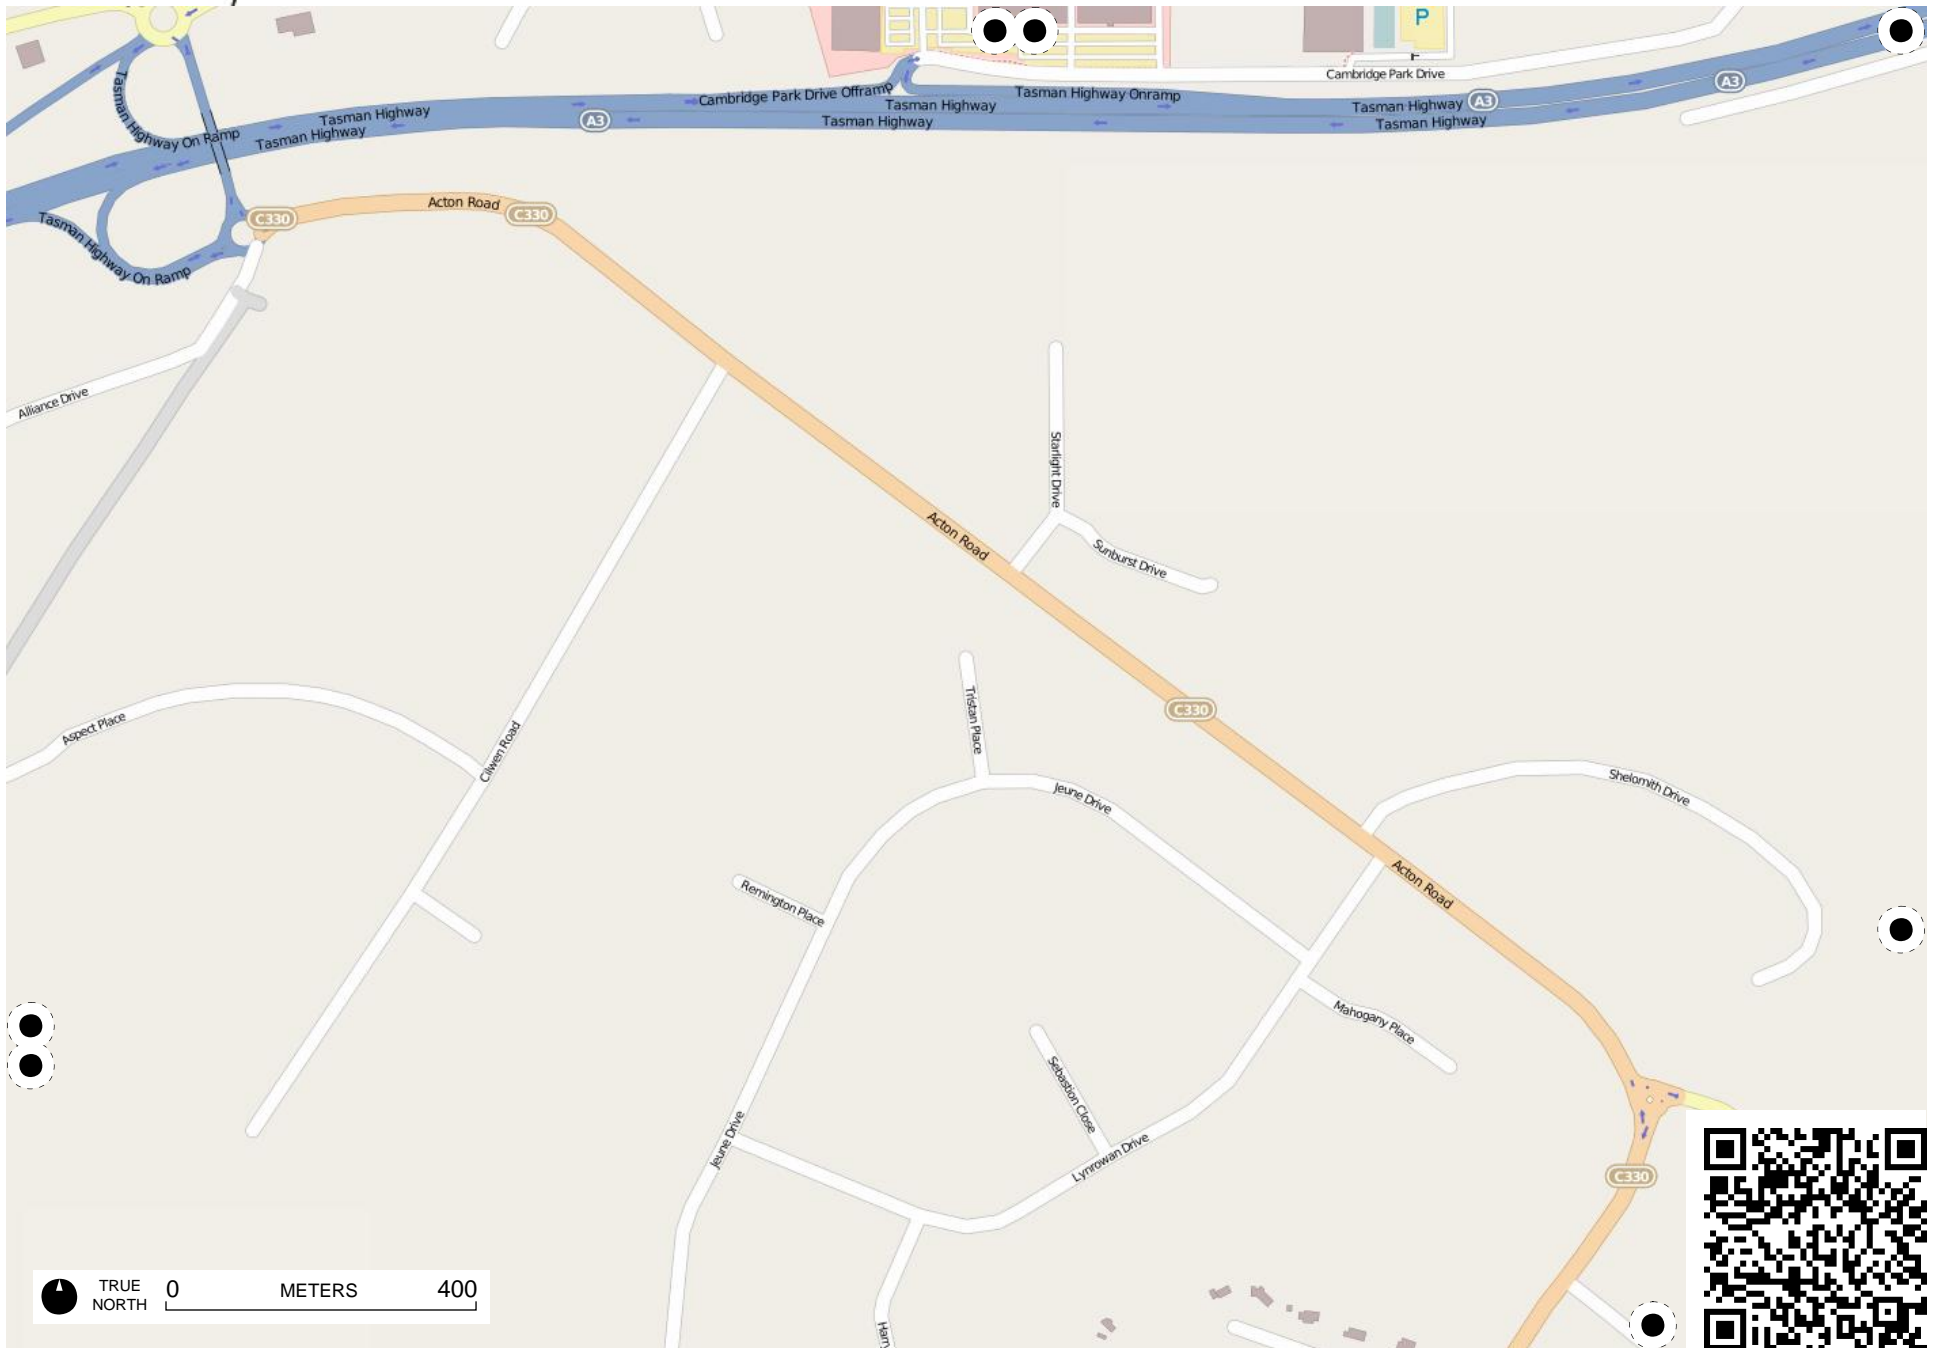 P
Cambridge Park Drive
A3
Cambridge Park Drive Offramp
Tasman Highway Onramp
Tasman Highway
Tasman Highway
Tasman Highway
A3
Tasman Highway
A3
Tasman Highway
Tasman Highway
Tasman Highway On Ramp
Tasman Highway
Acton Road
C330
C330
Tasman Highway On Ramp
Alliance Drive
Starlight Drive
Acton Road
Sunburst Drive
Tristan Place
C330
Aspect Place
Cilwen Road
Jeune Drive
Shelomith Drive
Remington Place
Acton Road
Mahogany Place
Sebastion Close
Jeune Drive
Lynrowan Drive
C330
TRUE
NORTH
0 METERS 400